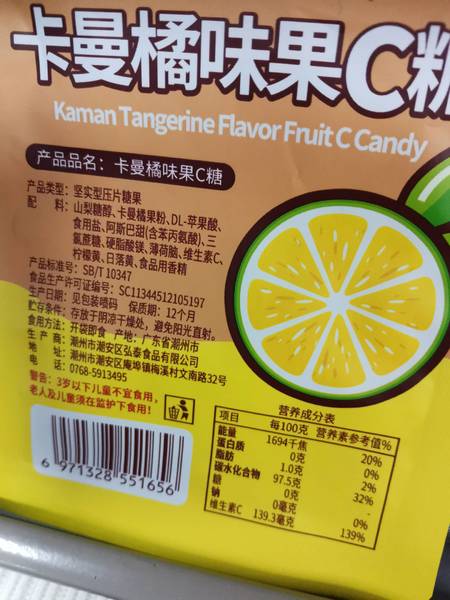 卡曼橘味果C糖
Kaman Tangerine Flavor Fruit C Candy
产品品名：卡曼橘味果C糖
产品类型：坚实型压片糖果
配 料：山梨糖醇、卡曼橘果粉、DL-苹果酸、
食用盐、阿斯巴甜(含苯丙氨酸)、三
氯蔗糖、硬脂酸镁、薄荷脑、维生素C、
柠檬黄、日落黄、食品用香精
产品标准号：SB/T 10347
食品生产许可证编号：SC11344512105197
生产日期：见包装喷码 保质期：12个月
贮存条件：存放于阴凉干燥处，避免阳光直射。
食用方法：开袋即食 产地：广东省潮州市
生 产 商：潮州市潮安区弘泰食品有限公司
地 址：潮州市潮安区庵埠镇梅溪村文南路32号
电 话：0768-5913495
警告：3岁以下儿童不宜食用，
老人及儿童须在监护下食用！
6 971328 551656
营养成分表
项目 每100克 营养素参考值%
能量 1694千焦 20%
蛋白质 0克 0%
脂肪 1.0克 2%
碳水化合物 97.5克 32%
糖 0克 -
钠 0毫克 0%
维生素C 139.3毫克 139%